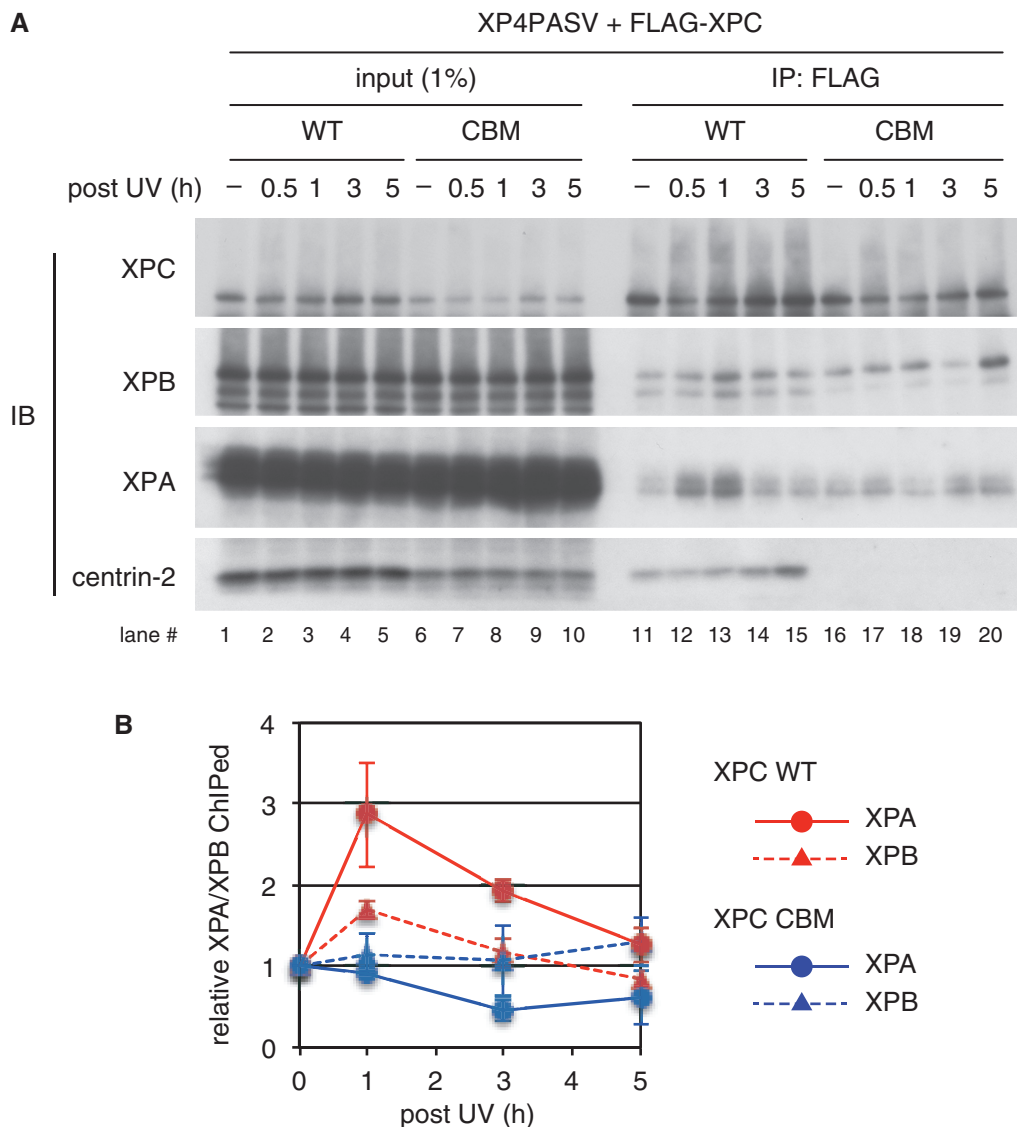 A
XP4PASV + FLAG-XPC
input (1%) IP: FLAG
WT CBM WT CBM
post UV (h) – 0.5 1 3 5 – 0.5 1 3 5 – 0.5 1 3 5 – 0.5 1 3 5
IB
XPC
XPB
XPA
centrin-2
lane # 1 2 3 4 5 6 7 8 9 10 11 12 13 14 15 16 17 18 19 20
B
relative XPA/XPB ChIPed
4
3
2
1
0
0 1 2 3 4 5
post UV (h)
XPC WT
XPA
XPB
XPC CBM
XPA
XPB